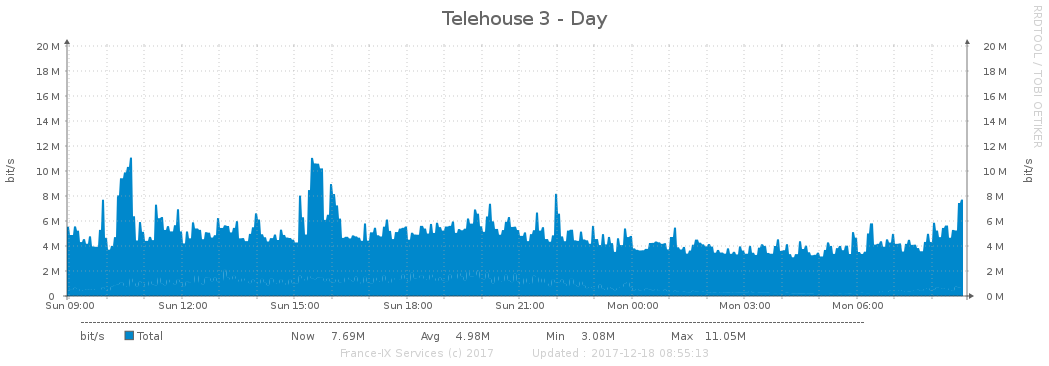 Telehouse 3 - Day
RRDTOOL / TOBI OETIKER
bit/s
bit/s
20 M 20 M
18 M 18 M
16 M 16 M
14 M 14 M
12 M 12 M
10 M 10 M
8 M 8 M
6 M 6 M
4 M 4 M
2 M 2 M
0 0 M
Sun 09:00 Sun 12:00 Sun 15:00 Sun 18:00 Sun 21:00 Mon 00:00 Mon 03:00 Mon 06:00
bit/s Total Now 7.69M Avg 4.98M Min 3.08M Max 11.05M
France-IX Services (c) 2017 Updated : 2017-12-18 08:55:13